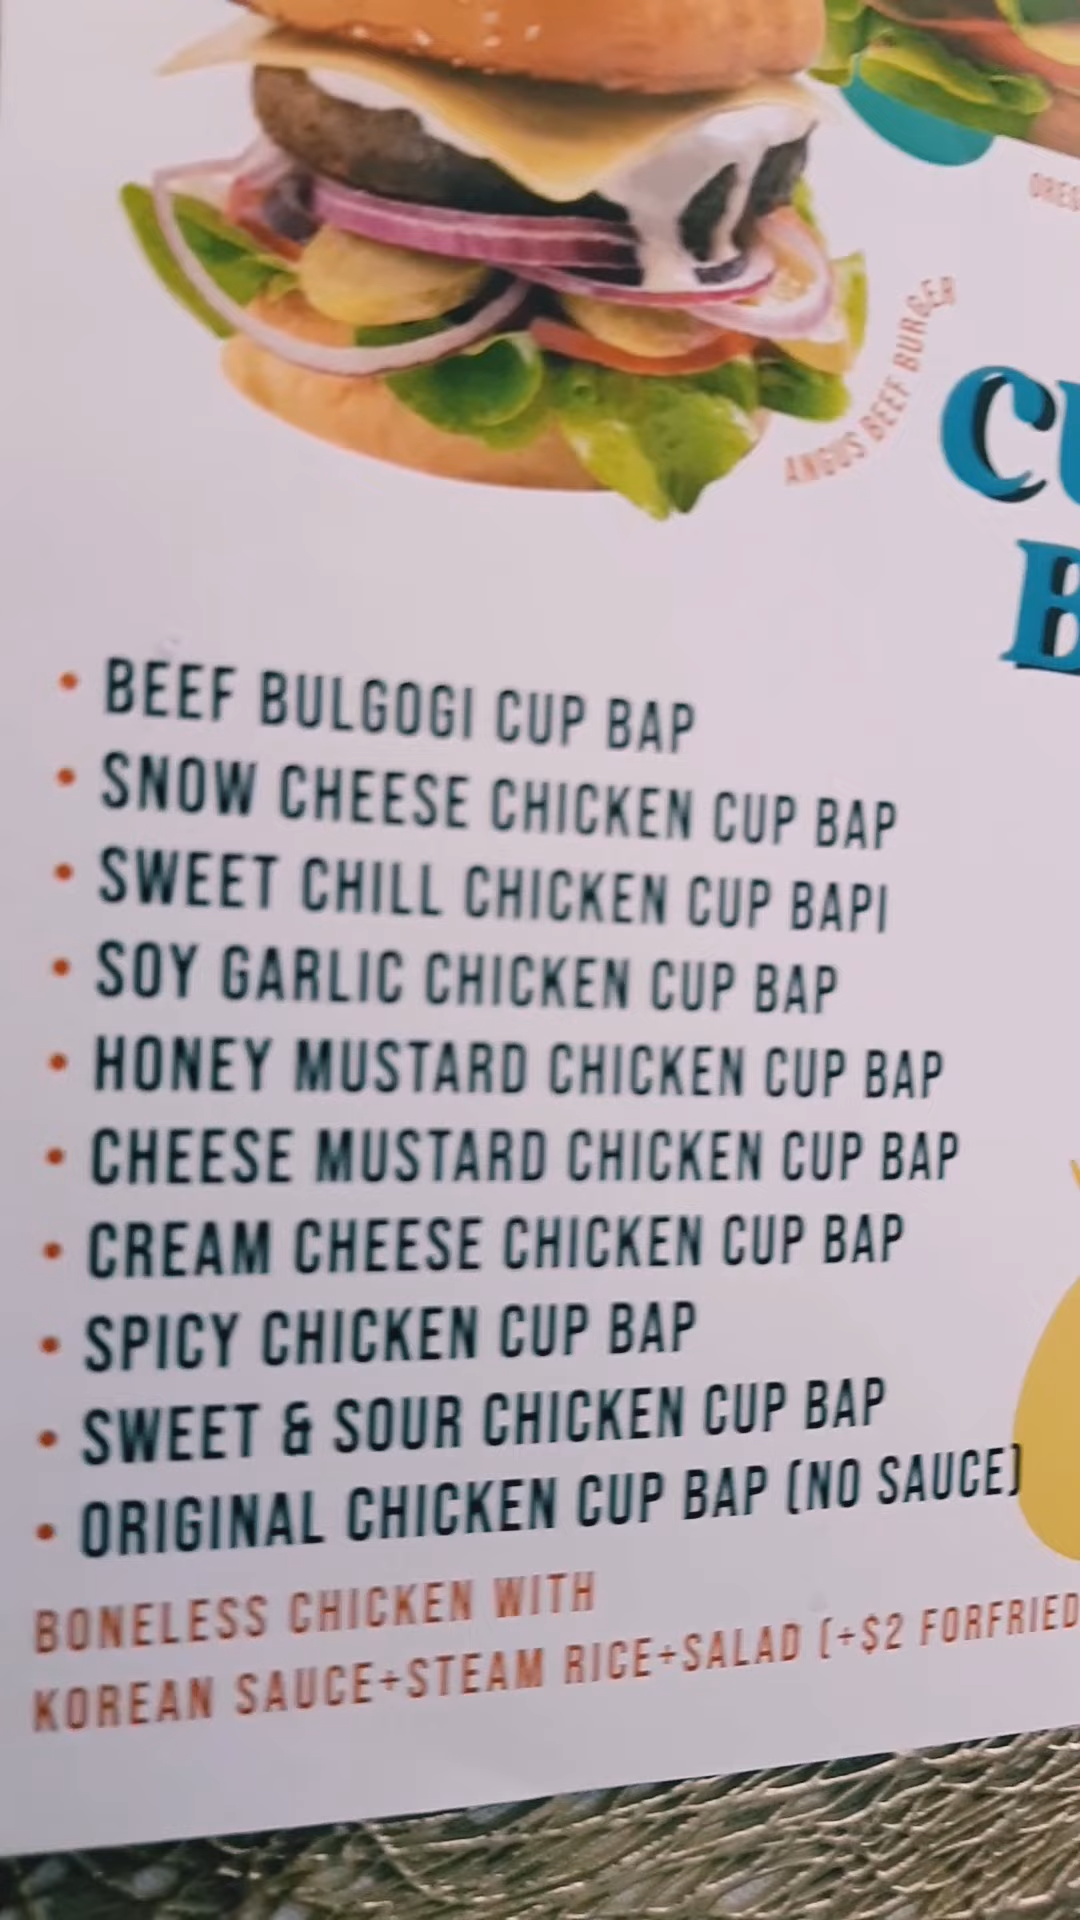 ANGUS BEEF BURGER
BEEF BULGOGI CUP BAP
SNOW CHEESE CHICKEN CUP BAP
SWEET CHILL CHICKEN CUP BAPI
SOY GARLIC CHICKEN CUP BAP
HONEY MUSTARD CHICKEN CUP BAP
CHEESE MUSTARD CHICKEN CUP BAP
CREAM CHEESE CHICKEN CUP BAP
SPICY CHICKEN CUP BAP
SWEET & SOUR CHICKEN CUP BAP
ORIGINAL CHICKEN CUP BAP (NO SAUCE)
BONELESS CHICKEN WITH
KOREAN SAUCE+STEAM RICE+SALAD (+$2 FORFRIED